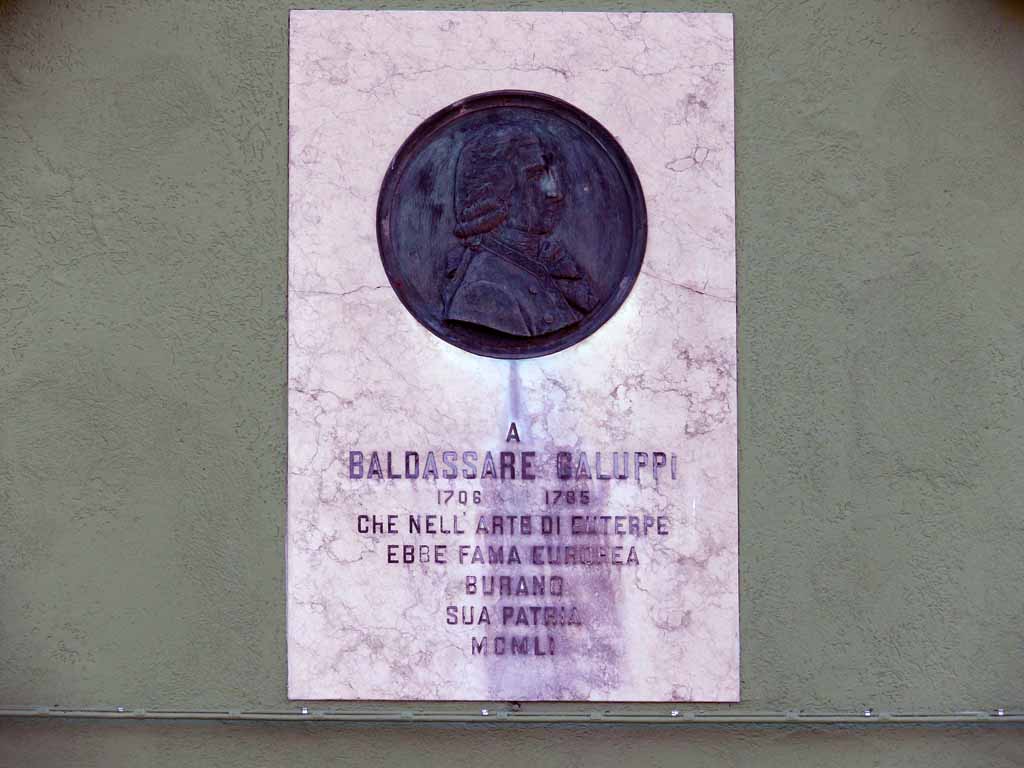 A
BALDASSARE GALUPPI
1706 1785
CHE NELL'ARTE DI EUTERPE
EBBE FAMA EUROPEA
BURANO
SUA PATRIA
MCMLI